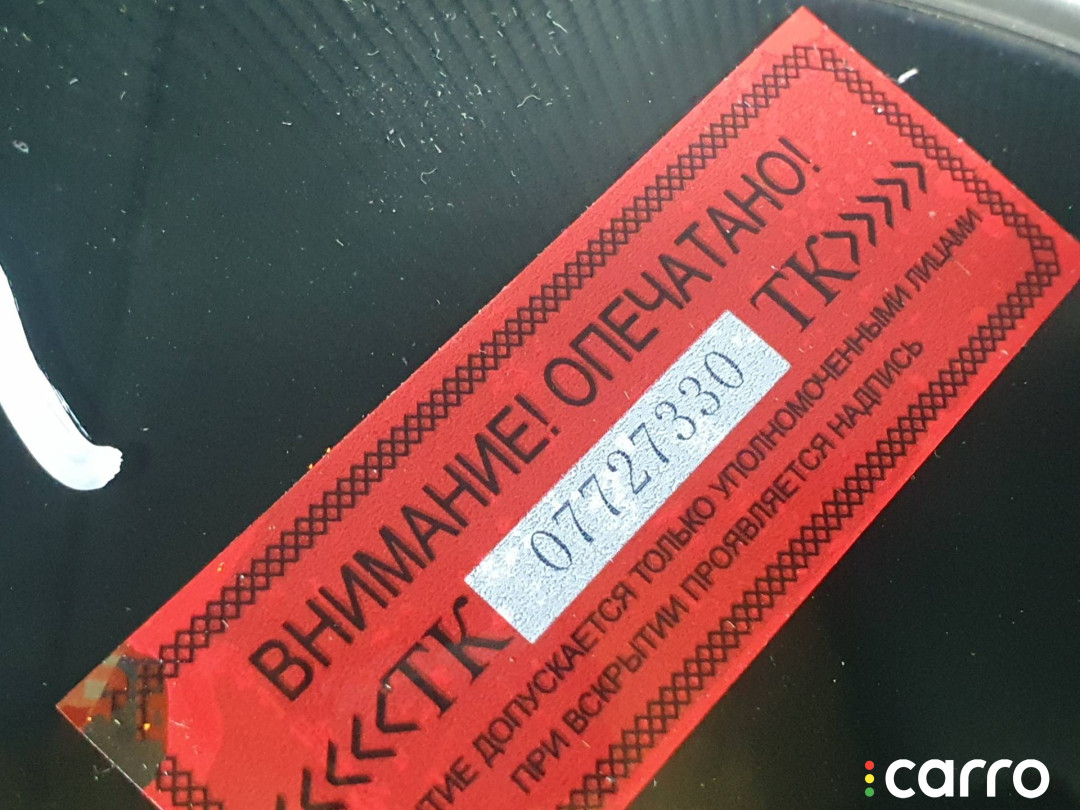 ВНИМАНИЕ! ОПЕЧАТАНО!
<<<<ТК 07727330 ТК>>>>>
ДОПУСКАЕТСЯ ТОЛЬКО УПОЛНОМОЧЕННЫМИ ЛИЦАМИ
ПРИ ВСКРЫТИИ ПРОЯВЛЯЕТСЯ НАДПИСЬ
carro